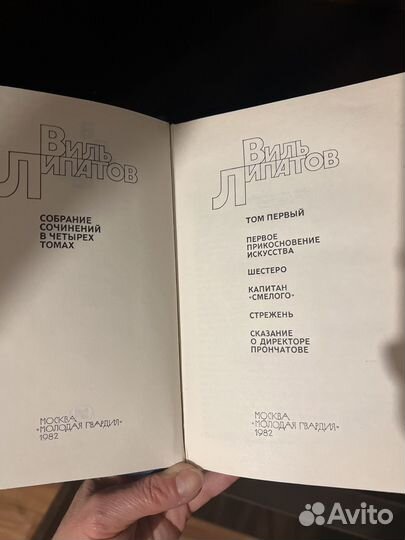 Виль
Липатов
СОБРАНИЕ
СОЧИНЕНИЙ
В ЧЕТЫРЕХ
ТОМАХ
МОСКВА
«МОЛОДАЯ ГВАРДИЯ»
1982
Виль
Липатов
ТОМ ПЕРВЫЙ
ПЕРВОЕ
ПРИКОСНОВЕНИЕ
ИСКУССТВА
ШЕСТЕРО
КАПИТАН
«СМЕЛОГО»
СТРЕЖЕНЬ
СКАЗАНИЕ
О ДИРЕКТОРЕ
ПРОНЧАТОВЕ
МОСКВА
«МОЛОДАЯ ГВАРДИЯ»
1982
Avito